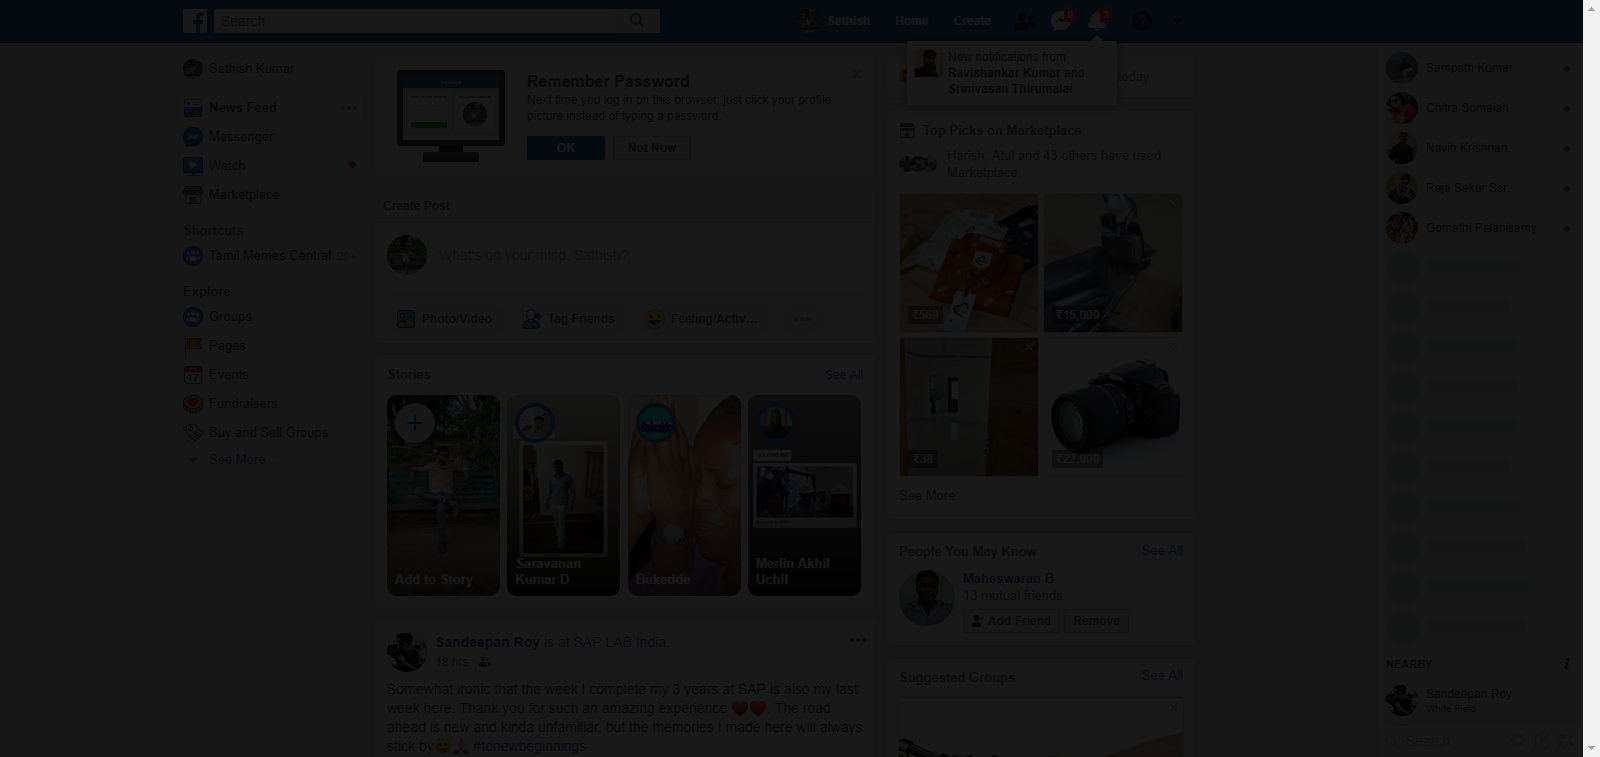 Search
Sathish
Home
Create
New notifications from
Ravishankar Kumar and
Srinivasan Thirumalai
today
Sathish Kumar
News Feed
Messenger
Watch
Marketplace
Shortcuts
Tamil Memes Central 20+
Explore
Groups
Pages
Events
Fundraisers
Buy and Sell Groups
See More...
Remember Password
Next time you log in on this browser, just click your profile
picture instead of typing a password.
OK
Not Now
Create Post
What's on your mind, Sathish?
Photo/Video
Tag Friends
Feeling/Activ...
Stories
See All
Add to Story
Saravanan
Kumar D
Bukedde
Merlin Akhil
Uchil
Sandeepan Roy is at SAP LAB India.
18 hrs
Somewhat ironic that the week I complete my 3 years at SAP is also my last
week here. Thank you for such an amazing experience ❤️❤️. The road
ahead is new and kinda unfamiliar, but the memories I made here will always
stick by😃🙏 #tonewbeginnings
Top Picks on Marketplace
Harish, Atul and 43 others have used
Marketplace
₹569
₹15,000
₹38
₹22,000
See More
People You May Know
See All
Maheswaran B
13 mutual friends
Add Friend
Remove
Suggested Groups
See All
Sampath Kumar
Chitra Somaiah
Navin Krishnan
Raja Sekar Ssr
Gomathi Palanisamy
NEARBY
Sandeepan Roy
White Field
Search